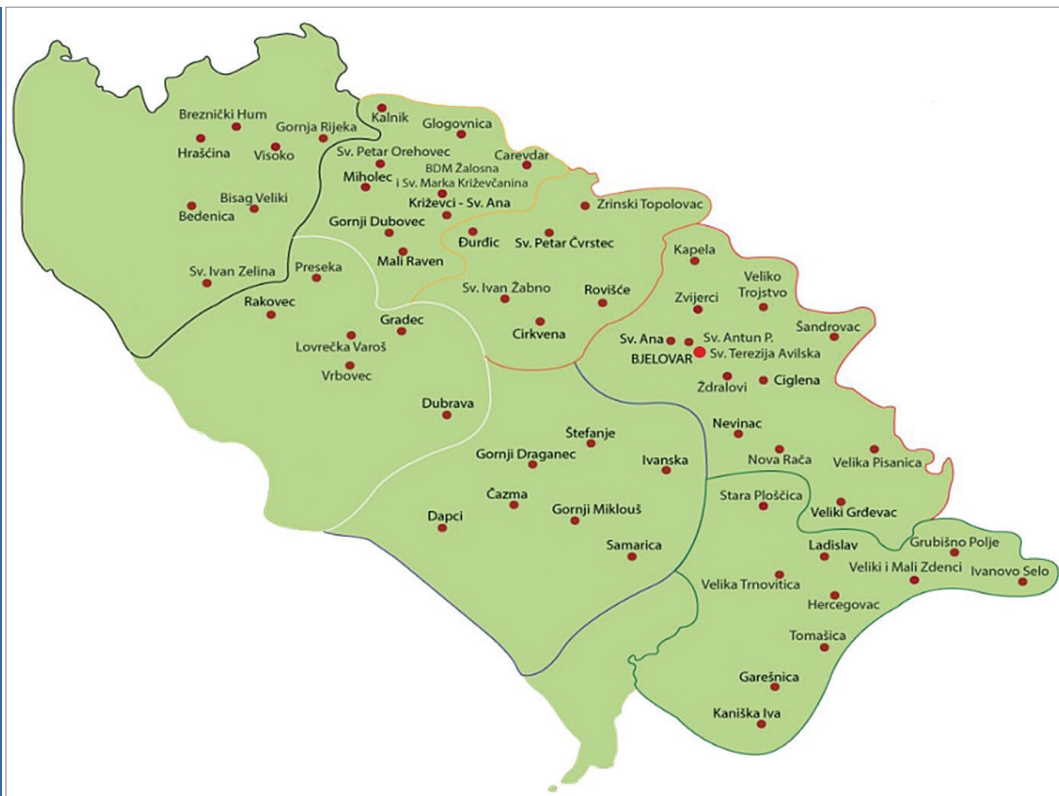 Breznički Hum
Hrašćina
Visoko
Gornja Rijeka
Bedenica
Bisag Veliki
Sv. Ivan Zelina
Kalnik
Glogovnica
Carevdar
Sv. Petar Orehovec
Miholec
BDM Žalosna
i Sv. Marka Križevčanina
Križevci - Sv. Ana
Gornji Dubovec
Mali Raven
Zrinski Topolovac
Đurđic
Sv. Petar Čvrstec
Sv. Ivan Žabno
Rovišće
Cirkvena
Preseka
Rakovec
Gradec
Lovrečka Varoš
Vrbovec
Dubrava
Kapela
Veliko
Trojstvo
Zvijerci
Šandrovac
Sv. Ana
Sv. Antun P.
BJELOVAR
Sv. Terezija Avilska
Ždralovi
Ciglena
Nevinac
Nova Rača
Velika Pisanica
Veliki Grđevac
Štefanje
Gornji Draganec
Ivanska
Čazma
Dapci
Gornji Miklouš
Samarica
Stara Ploščica
Ladislav
Grubišno Polje
Veliki i Mali Zdenci
Ivanovo Selo
Velika Trnovitica
Hercegovac
Tomašica
Garešnica
Kaniška Iva